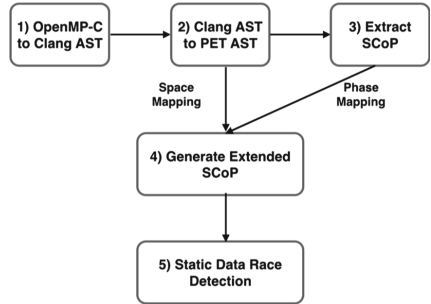 1) OpenMP-C
to Clang AST
2) Clang AST
to PET AST
3) Extract
SCoP
Space
Mapping
Phase
Mapping
4) Generate Extended
SCoP
5) Static Data Race
Detection